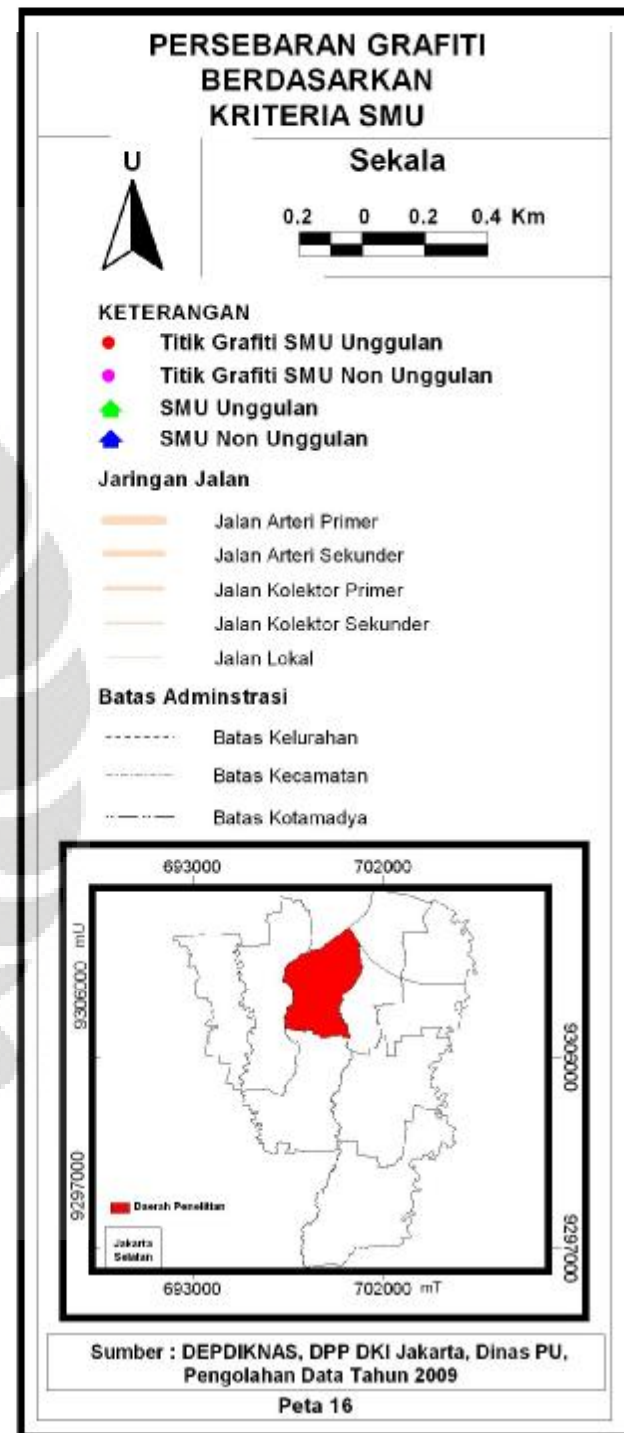 PERSEBARAN GRAFITI
BERDASARKAN
KRITERIA SMU
U
Sekala
0.2 0 0.2 0.4 Km
KETERANGAN
Titik Grafiti SMU Unggulan
Titik Grafiti SMU Non Unggulan
SMU Unggulan
SMU Non Unggulan
Jaringan Jalan
Jalan Arteri Primer
Jalan Arteri Sekunder
Jalan Kolektor Primer
Jalan Kolektor Sekunder
Jalan Lokal
Batas Adminstrasi
Batas Kelurahan
Batas Kecamatan
Batas Kotamadya
693000 702000
9306000 mU
9306000
9297000
9297000
Daerah Penelitian
Jakarta
Selatan
693000 702000 mT
Sumber : DEPDIKNAS, DPP DKI Jakarta, Dinas PU,
Pengolahan Data Tahun 2009
Peta 16